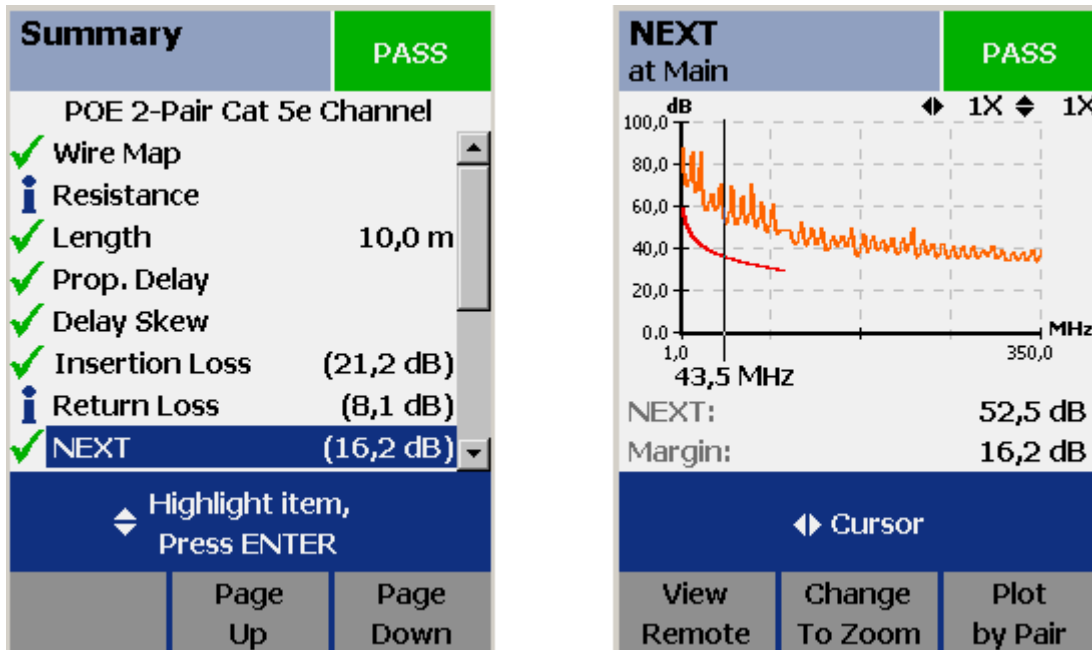 Summary
PASS
POE 2-Pair Cat 5e Channel
Wire Map
Resistance
Length 10,0 m
Prop. Delay
Delay Skew
Insertion Loss (21,2 dB)
Return Loss (8,1 dB)
NEXT (16,2 dB)
Highlight item,
Press ENTER
Page Up
Page Down
NEXT
at Main
PASS
dB 1X 1X
100,0
80,0
60,0
40,0
20,0
0.0
MHz
1,0 350,0
43,5 MHz
NEXT: 52,5 dB
Margin: 16,2 dB
Cursor
View Remote
Change To Zoom
Plot by Pair